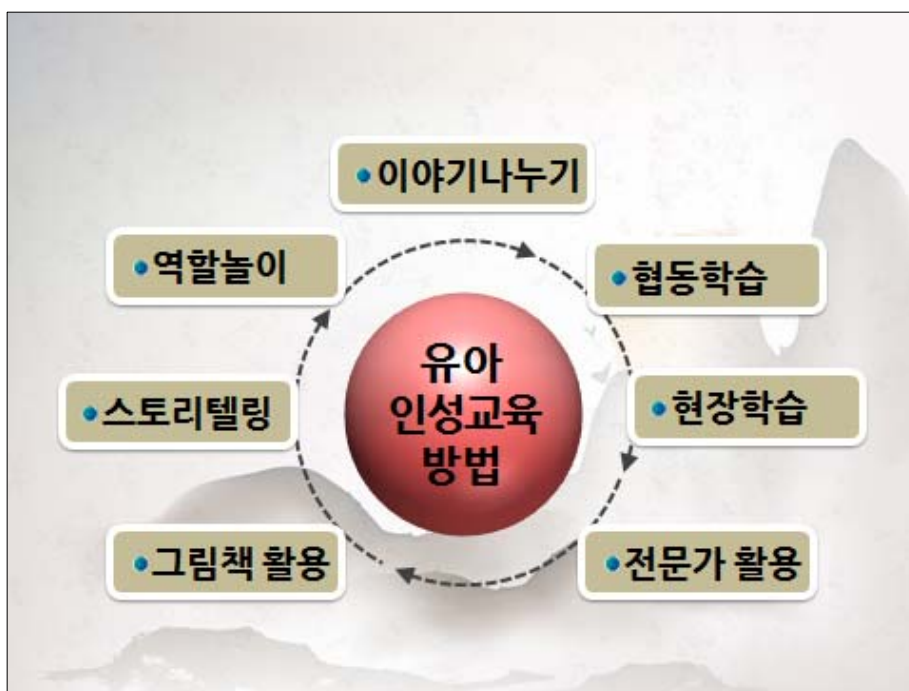 • 이야기나누기
• 역할놀이
• 협동학습
유아
인성교육
방법
• 스토리텔링
• 현장학습
• 그림책 활용
• 전문가 활용